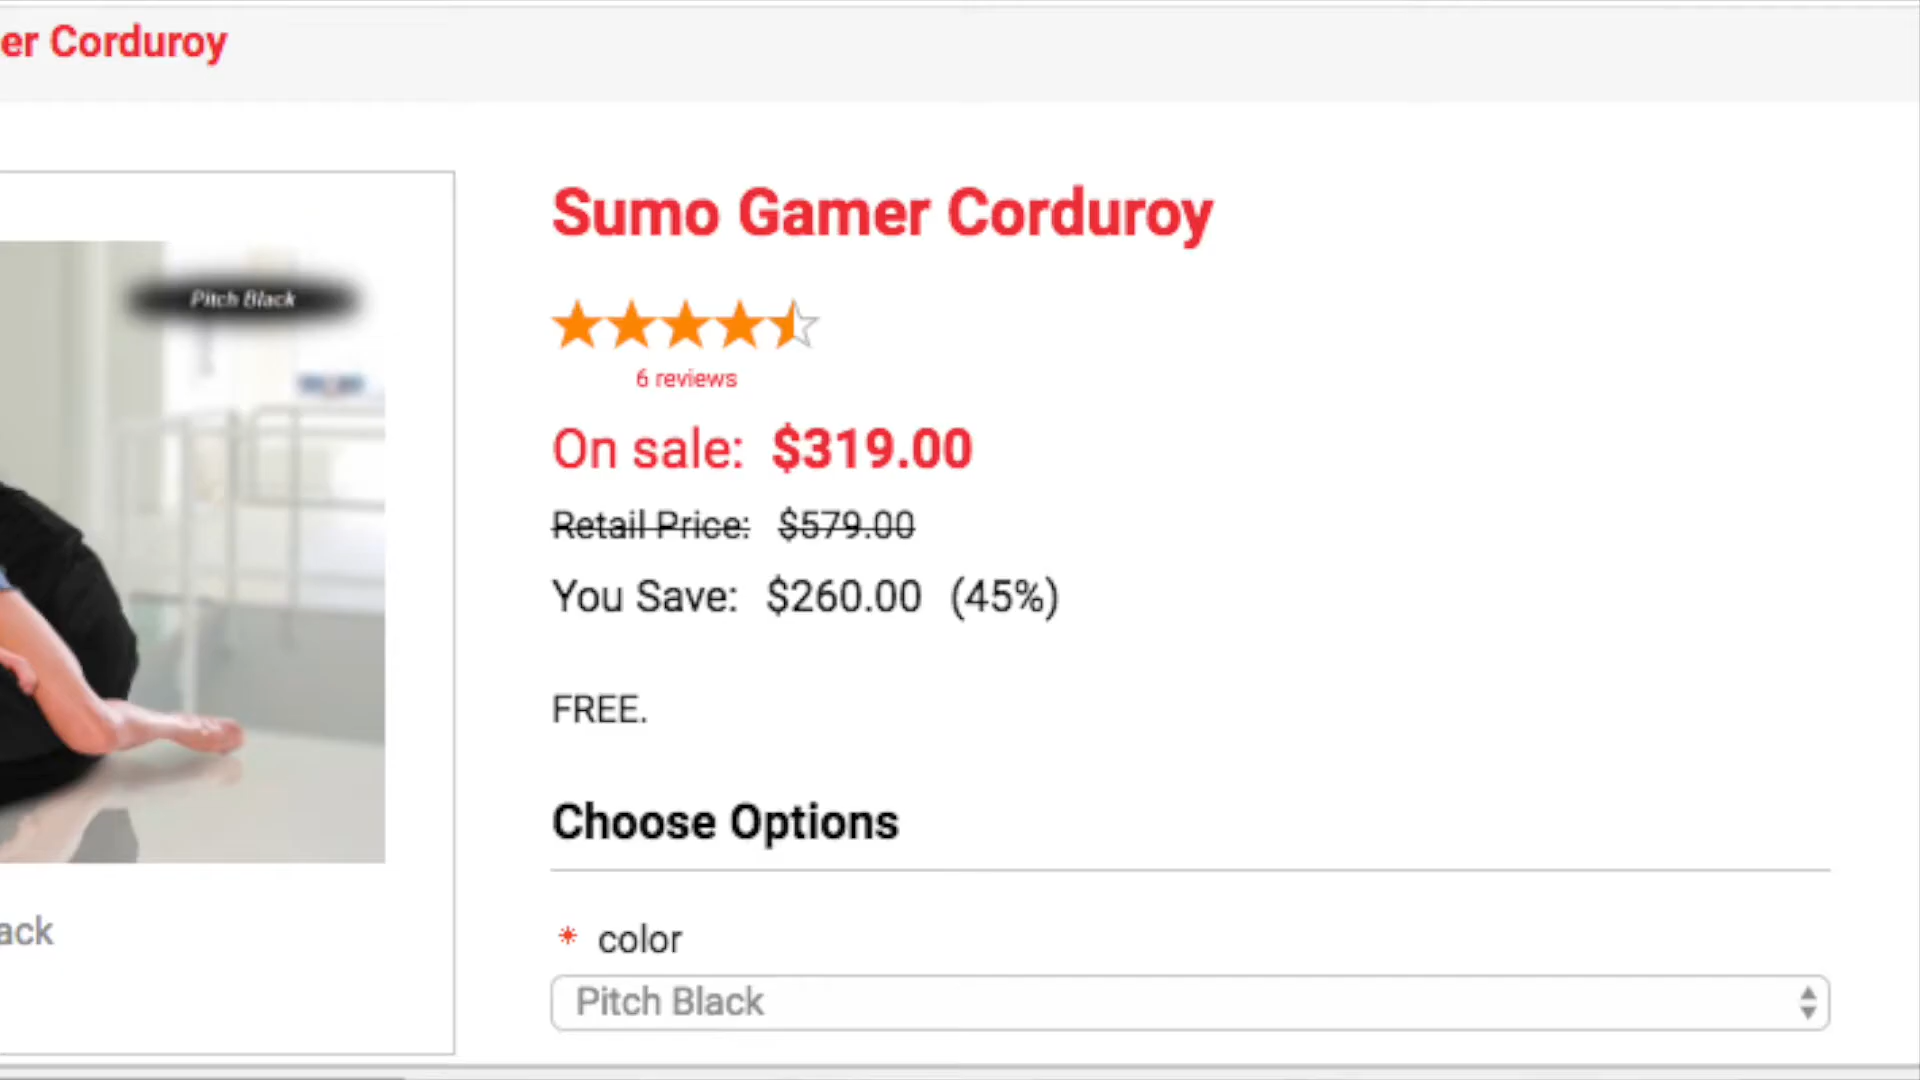 er Corduroy
Sumo Gamer Corduroy
Pitch Black
6 reviews
On sale: $319.00
Retail Price: $579.00
You Save: $260.00 (45%)
FREE.
Choose Options
* color
ack
Pitch Black